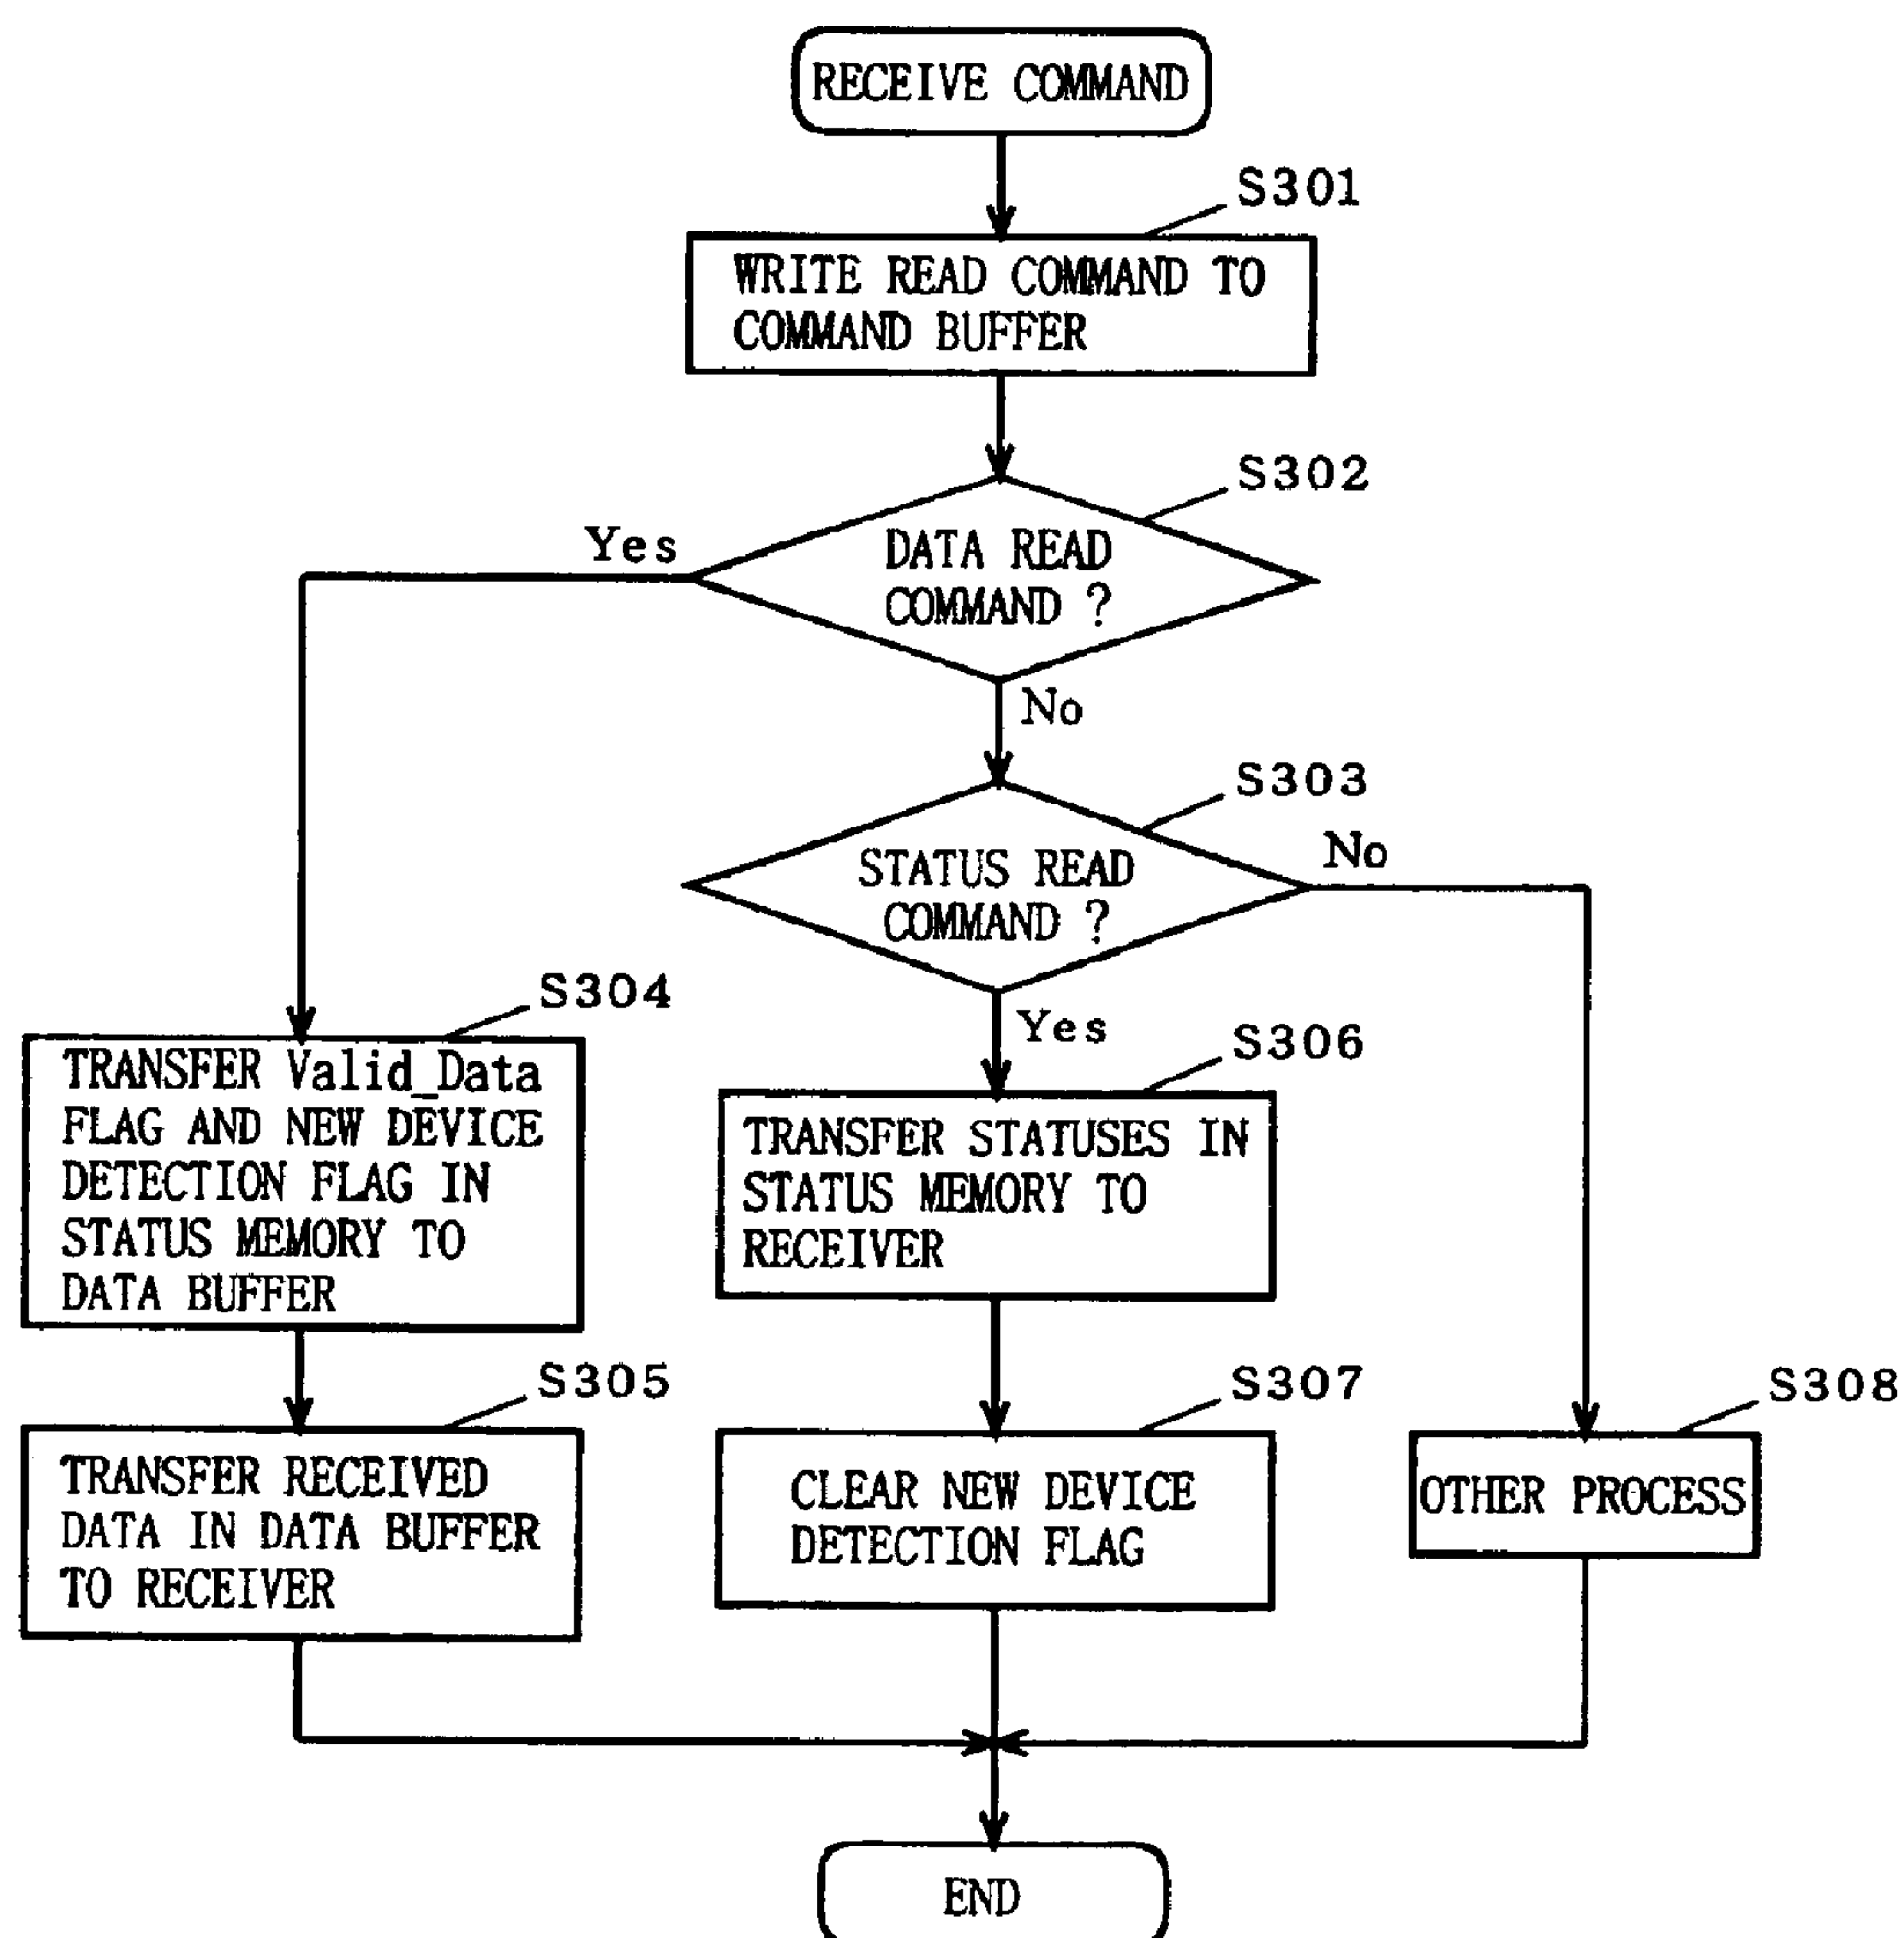 RECEIVE COMMAND
S301
WRITE READ COMMAND TO
COMMAND BUFFER
S302
DATA READ
COMMAND ?
Yes
No
S303
STATUS READ
COMMAND ?
No
Yes
S304
TRANSFER Valid_Data
FLAG AND NEW DEVICE
DETECTION FLAG IN
STATUS MEMORY TO
DATA BUFFER
S306
TRANSFER STATUSES IN
STATUS MEMORY TO
RECEIVER
S305
TRANSFER RECEIVED
DATA IN DATA BUFFER
TO RECEIVER
S307
CLEAR NEW DEVICE
DETECTION FLAG
S308
OTHER PROCESS
END